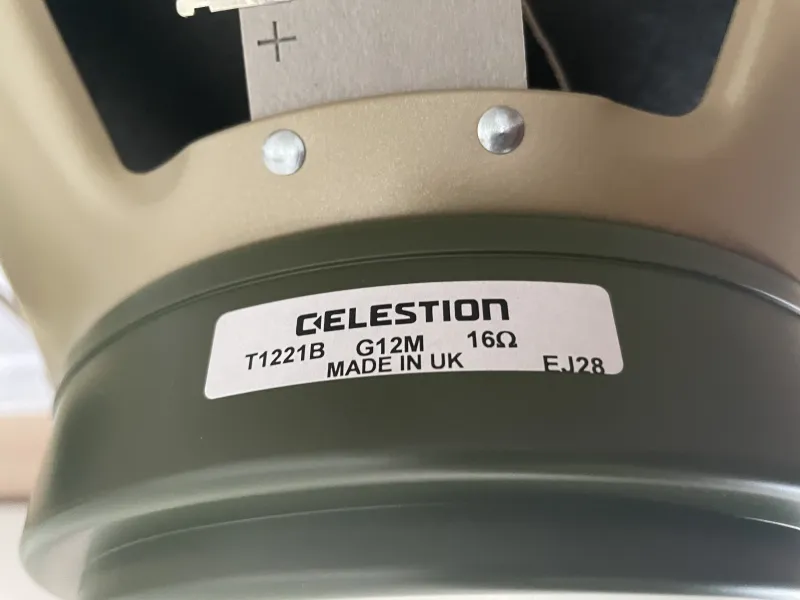 +
CELESTION
T1221B G12M 16Ω
MADE IN UK EJ28